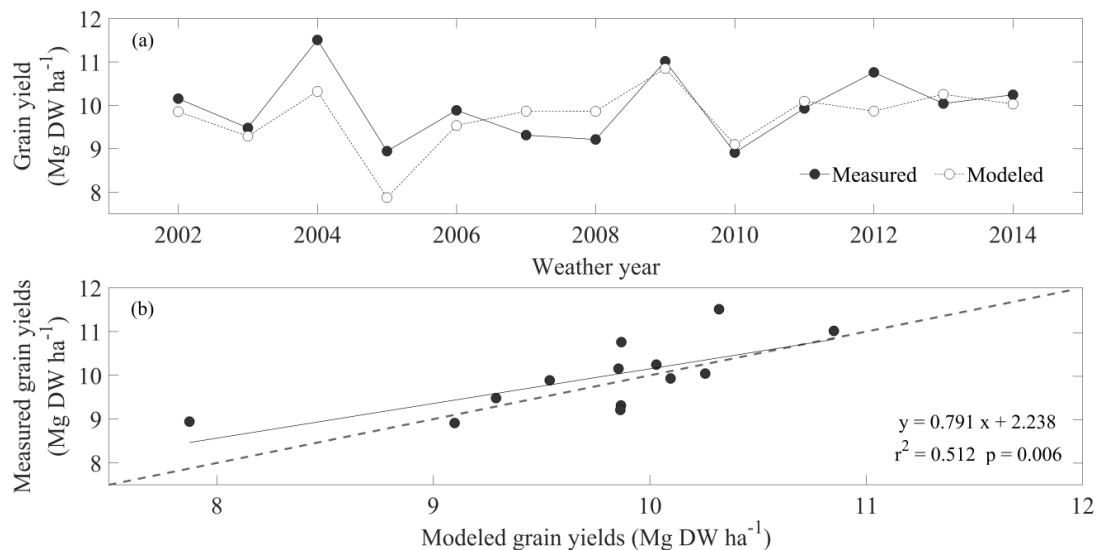 (a)
Grain yield
(Mg DW ha⁻¹)
12
11
10
9
8
Measured
Modeled
2002
2004
2006
2008
2010
2012
2014
Weather year
(b)
Measured grain yields
(Mg DW ha⁻¹)
12
11
10
9
8
y = 0.791 x + 2.238
r² = 0.512 p = 0.006
8
9
10
11
12
Modeled grain yields (Mg DW ha⁻¹)